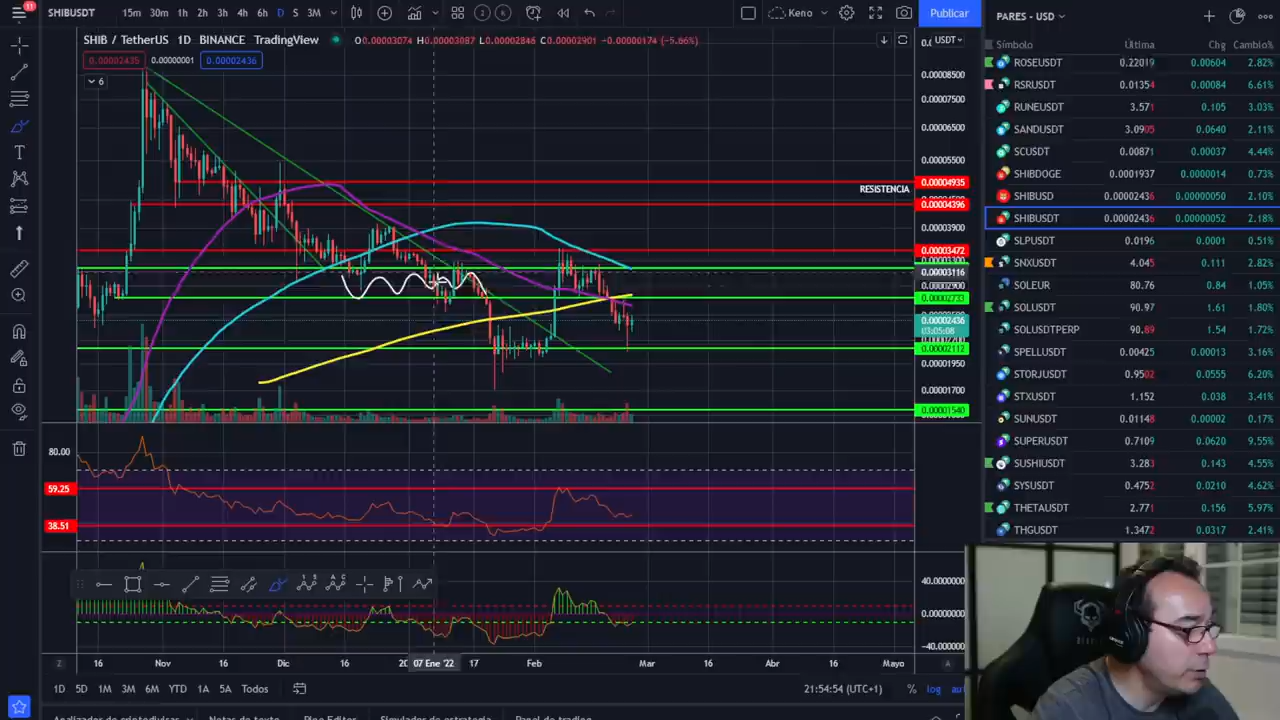 11
SHIBUSDT 15m 30m 1h 2h 3h 4h 6h D S 3M Keno Publicar
SHIB / TetherUS 1D BINANCE TradingView O0.00003074 H0.00003087 L0.00002846 C0.00002901 -0.00000174 (-5.66%)
0.00002435 0.00000001 0.00002436
6
USDT
0.00008500
0.00007500
0.00006500
0.00005500
RESISTENCIA 0.00004935
0.00004396
0.00003900
0.00003472
0.00003116
0.00002900
0.00002733
0.00002436
03:05:08
0.00002112
0.00001950
0.00001700
0.00001540
80.00
59.25
38.51
40.0000000
0.00000000
-40.0000000
16 Nov 16 Dic 16 07 Ene '22 17 Feb Mar 16 Abr 16 Mayo
1D 5D 1M 3M 6M YTD 1A 5A Todos 21:54:54 (UTC+1) % log
PARES - USD
Símbolo Última Chg Cambio%
ROSEUSDT 0.22019 0.00604 2.82%
RSRUSDT 0.01354 0.00084 6.61%
RUNEUSDT 3.571 0.105 3.03%
SANDUSDT 3.0905 0.0640 2.11%
SCUSDT 0.00871 0.00037 4.44%
SHIBDOGE 0.0001937 0.0000014 0.73%
SHIBUSD 0.00002436 0.00000050 2.10%
SHIBUSDT 0.00002436 0.00000052 2.18%
SLPUSDT 0.0196 0.0001 0.51%
SNXUSDT 4.045 0.111 2.82%
SOLEUR 80.76 0.84 1.05%
SOLUSDT 90.97 1.61 1.80%
SOLUSDTPERP 90.89 1.54 1.72%
SPELLUSDT 0.00425 0.00013 3.16%
STORJUSDT 0.9502 0.0555 6.20%
STXUSDT 1.152 0.038 3.41%
SUNUSDT 0.01148 0.00002 0.17%
SUPERUSDT 0.7109 0.0620 9.55%
SUSHIUSDT 3.283 0.143 4.55%
SYSUSDT 0.4752 0.0210 4.62%
THETAUSDT 2.771 0.156 5.97%
THGUSDT 1.3472 0.0317 2.41%